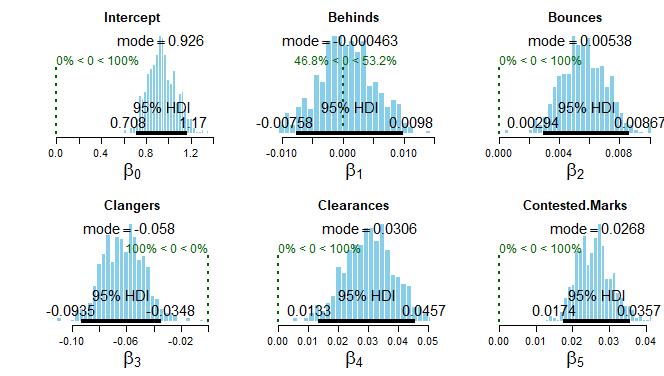 Intercept
mode = 0.926
0% < 0 < 100%
95% HDI
0.708 1.17
0.0 0.4 0.8 1.2
β0
Behinds
mode = -0.000463
46.8% < 0 < 53.2%
95% HDI
-0.00758 0.0098
-0.010 0.000 0.010
β1
Bounces
mode = 0.00538
0% < 0 < 100%
95% HDI
0.00294 0.00867
0.000 0.004 0.008
β2
Clangers
mode = -0.058
100% < 0 < 0%
95% HDI
-0.0935 -0.0348
-0.10 -0.06 -0.02
β3
Clearances
mode = 0.0306
0% < 0 < 100%
95% HDI
0.0133 0.0457
0.00 0.01 0.02 0.03 0.04 0.05
β4
Contested.Marks
mode = 0.0268
0% < 0 < 100%
95% HDI
0.0174 0.0357
0.00 0.01 0.02 0.03 0.04
β5